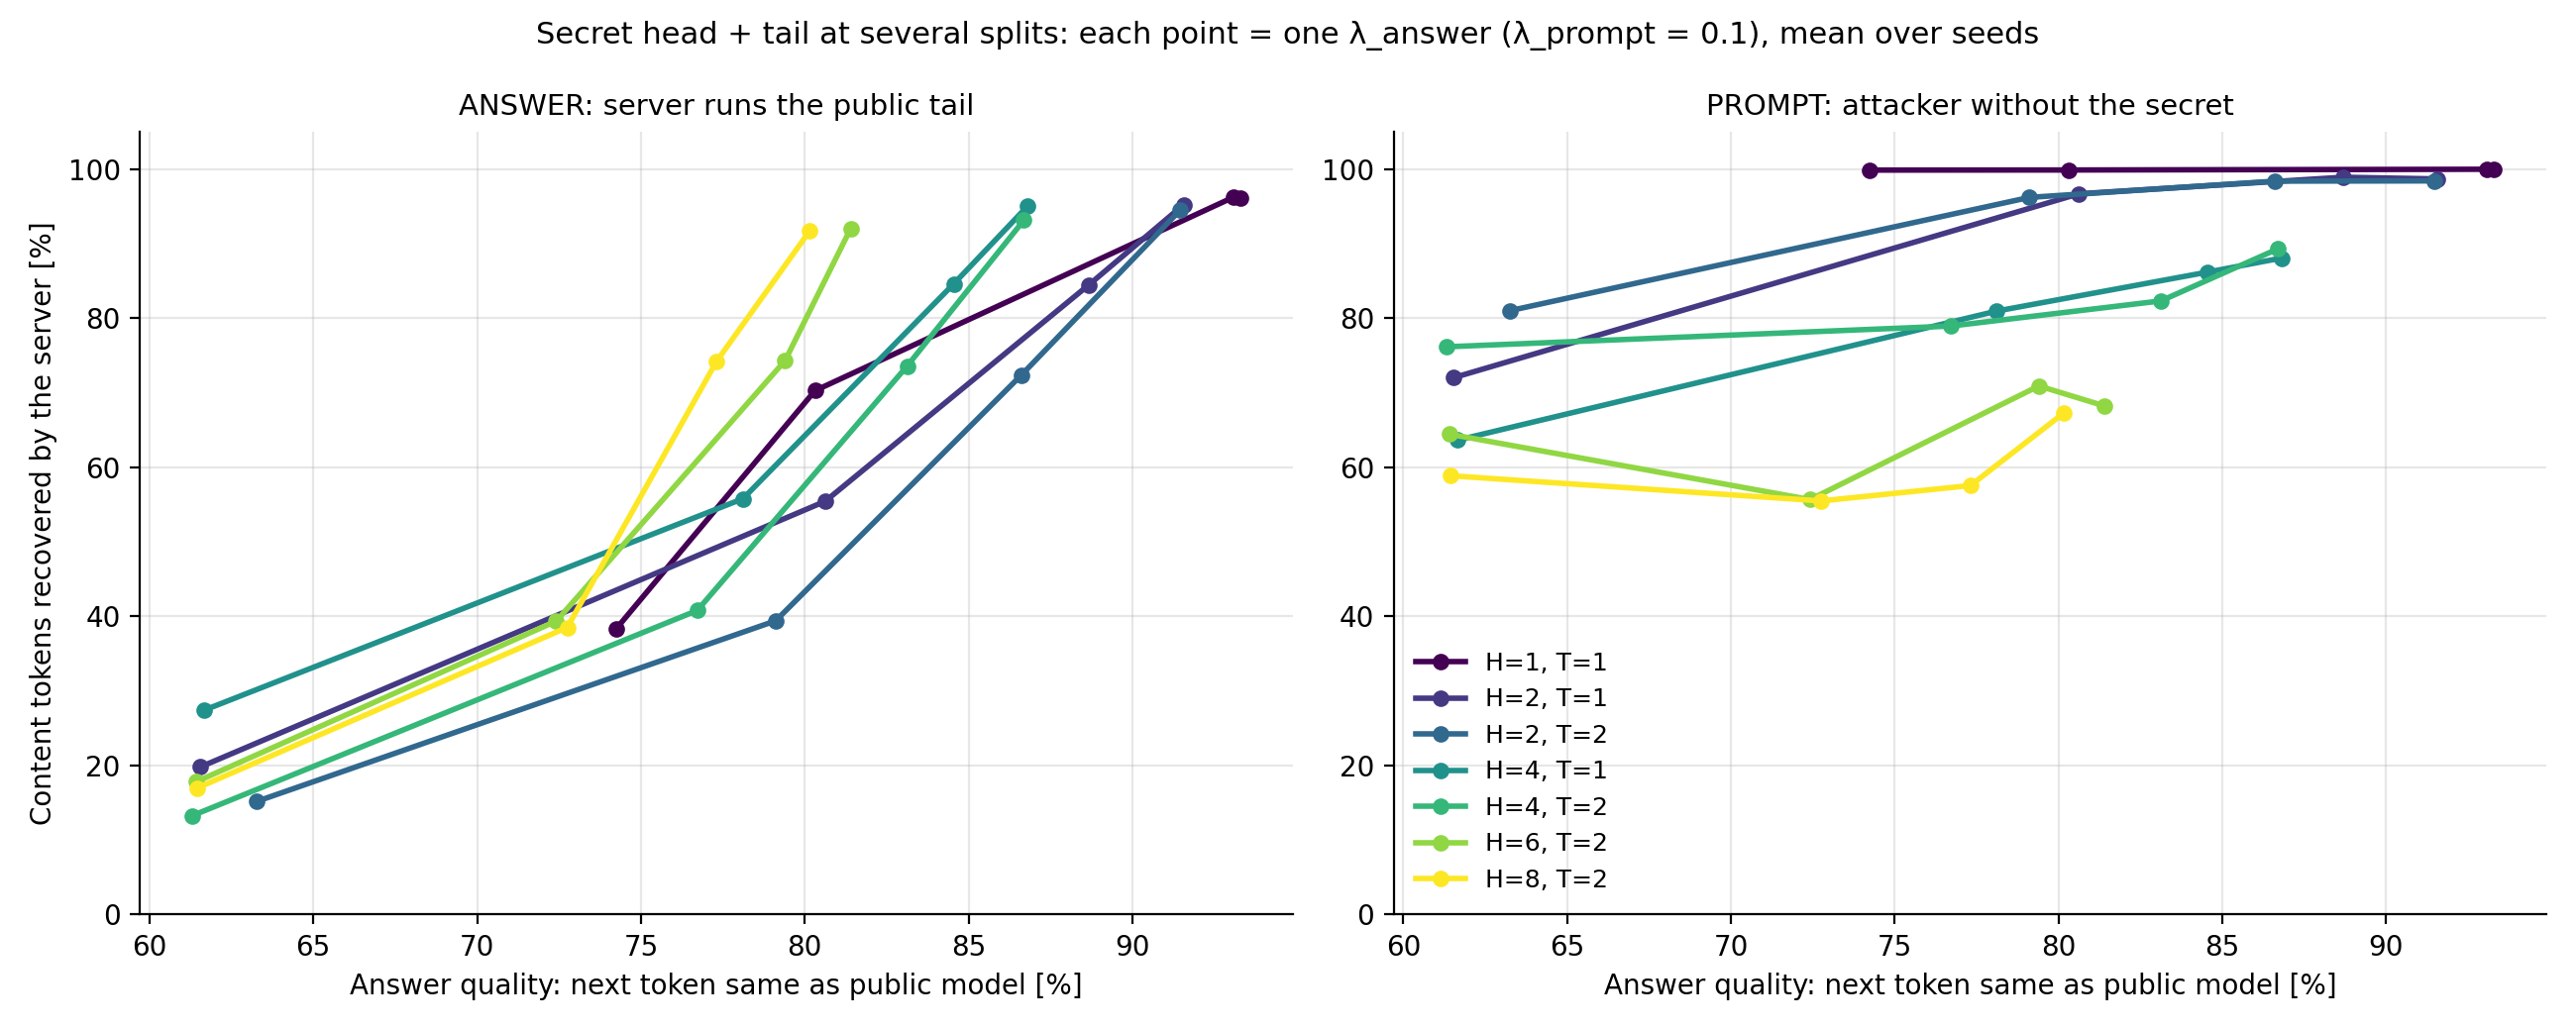 Secret head + tail at several splits: each point = one λ_answer (λ_prompt = 0.1), mean over seeds
ANSWER: server runs the public tail
Content tokens recovered by the server [%]
100
80
60
40
20
0
60 65 70 75 80 85 90
Answer quality: next token same as public model [%]
PROMPT: attacker without the secret
100
80
60
40
20
0
H=1, T=1
H=2, T=1
H=2, T=2
H=4, T=1
H=4, T=2
H=6, T=2
H=8, T=2
60 65 70 75 80 85 90
Answer quality: next token same as public model [%]